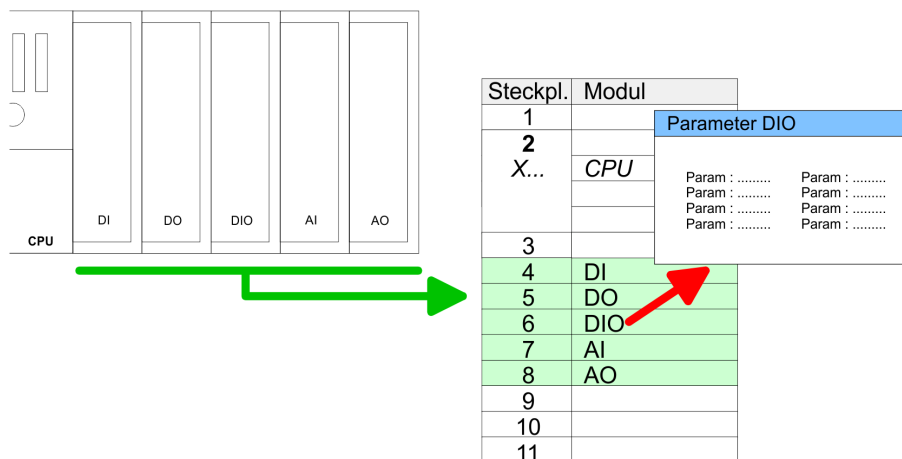 DI DO DIO AI AO
CPU
Steckpl. Modul
1
2
X... CPU
3
4 DI
5 DO
6 DIO
7 AI
8 AO
9
10
11
Parameter DIO
Param : ......... Param : .........
Param : ......... Param : .........
Param : ......... Param : .........
Param : ......... Param : .........